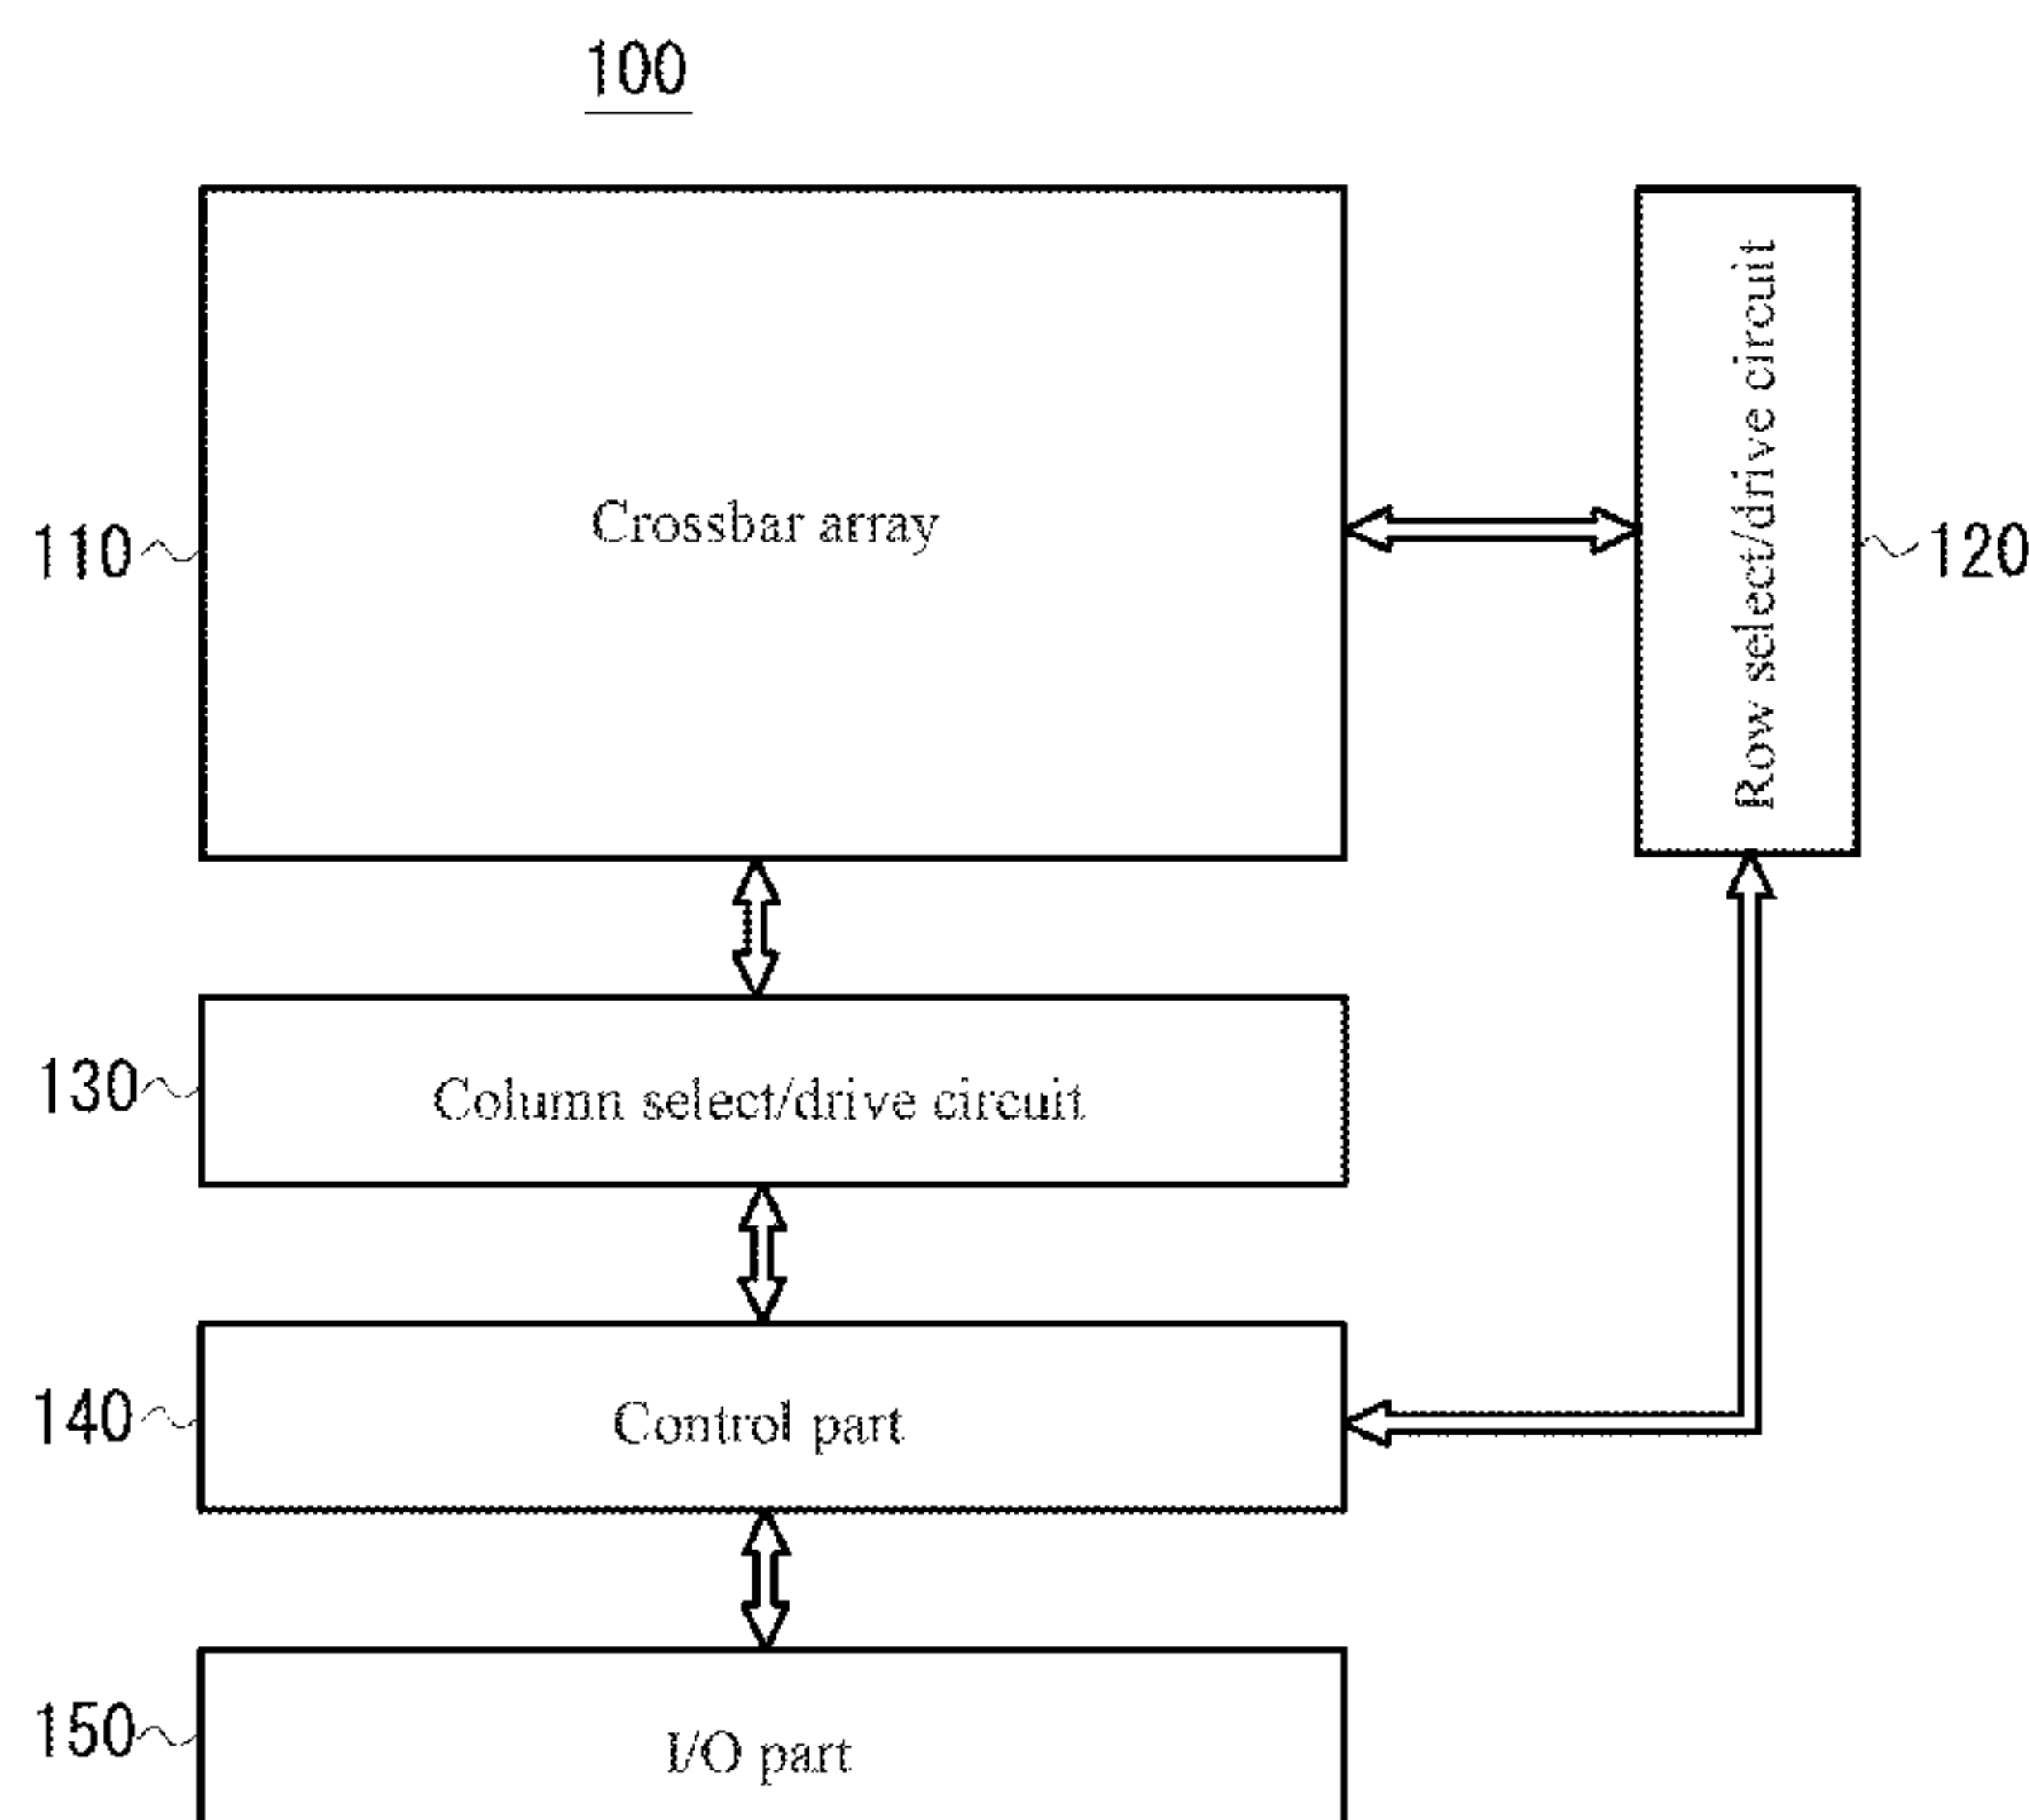 100
Crossbar array
110
Row select/drive circuit
120
130
Column select/drive circuit
140
Control part
150
I/O part